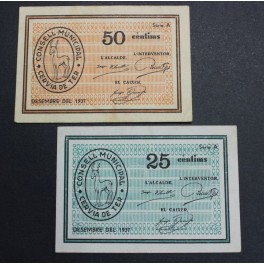 Serie A
50 cèntims
CONSELL MUNICIPAL
CERVIÀ DE TER
L'ALCALDE, L'INTERVENTOR,
EL CAIXER
DESEMBRE DEL 1937
Serie A
25 cèntims
CONSELL MUNICIPAL
CERVIÀ DE TER
L'ALCALDE, L'INTERVENTOR,
EL CAIXER
DESEMBRE DEL 1937